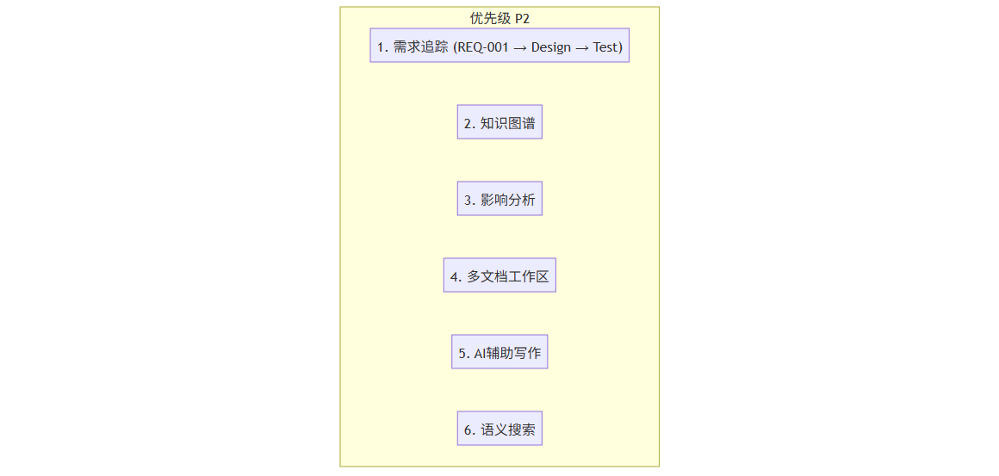 优先级 P2
1. 需求追踪 (REQ-001 → Design → Test)
2. 知识图谱
3. 影响分析
4. 多文档工作区
5. AI辅助写作
6. 语义搜索